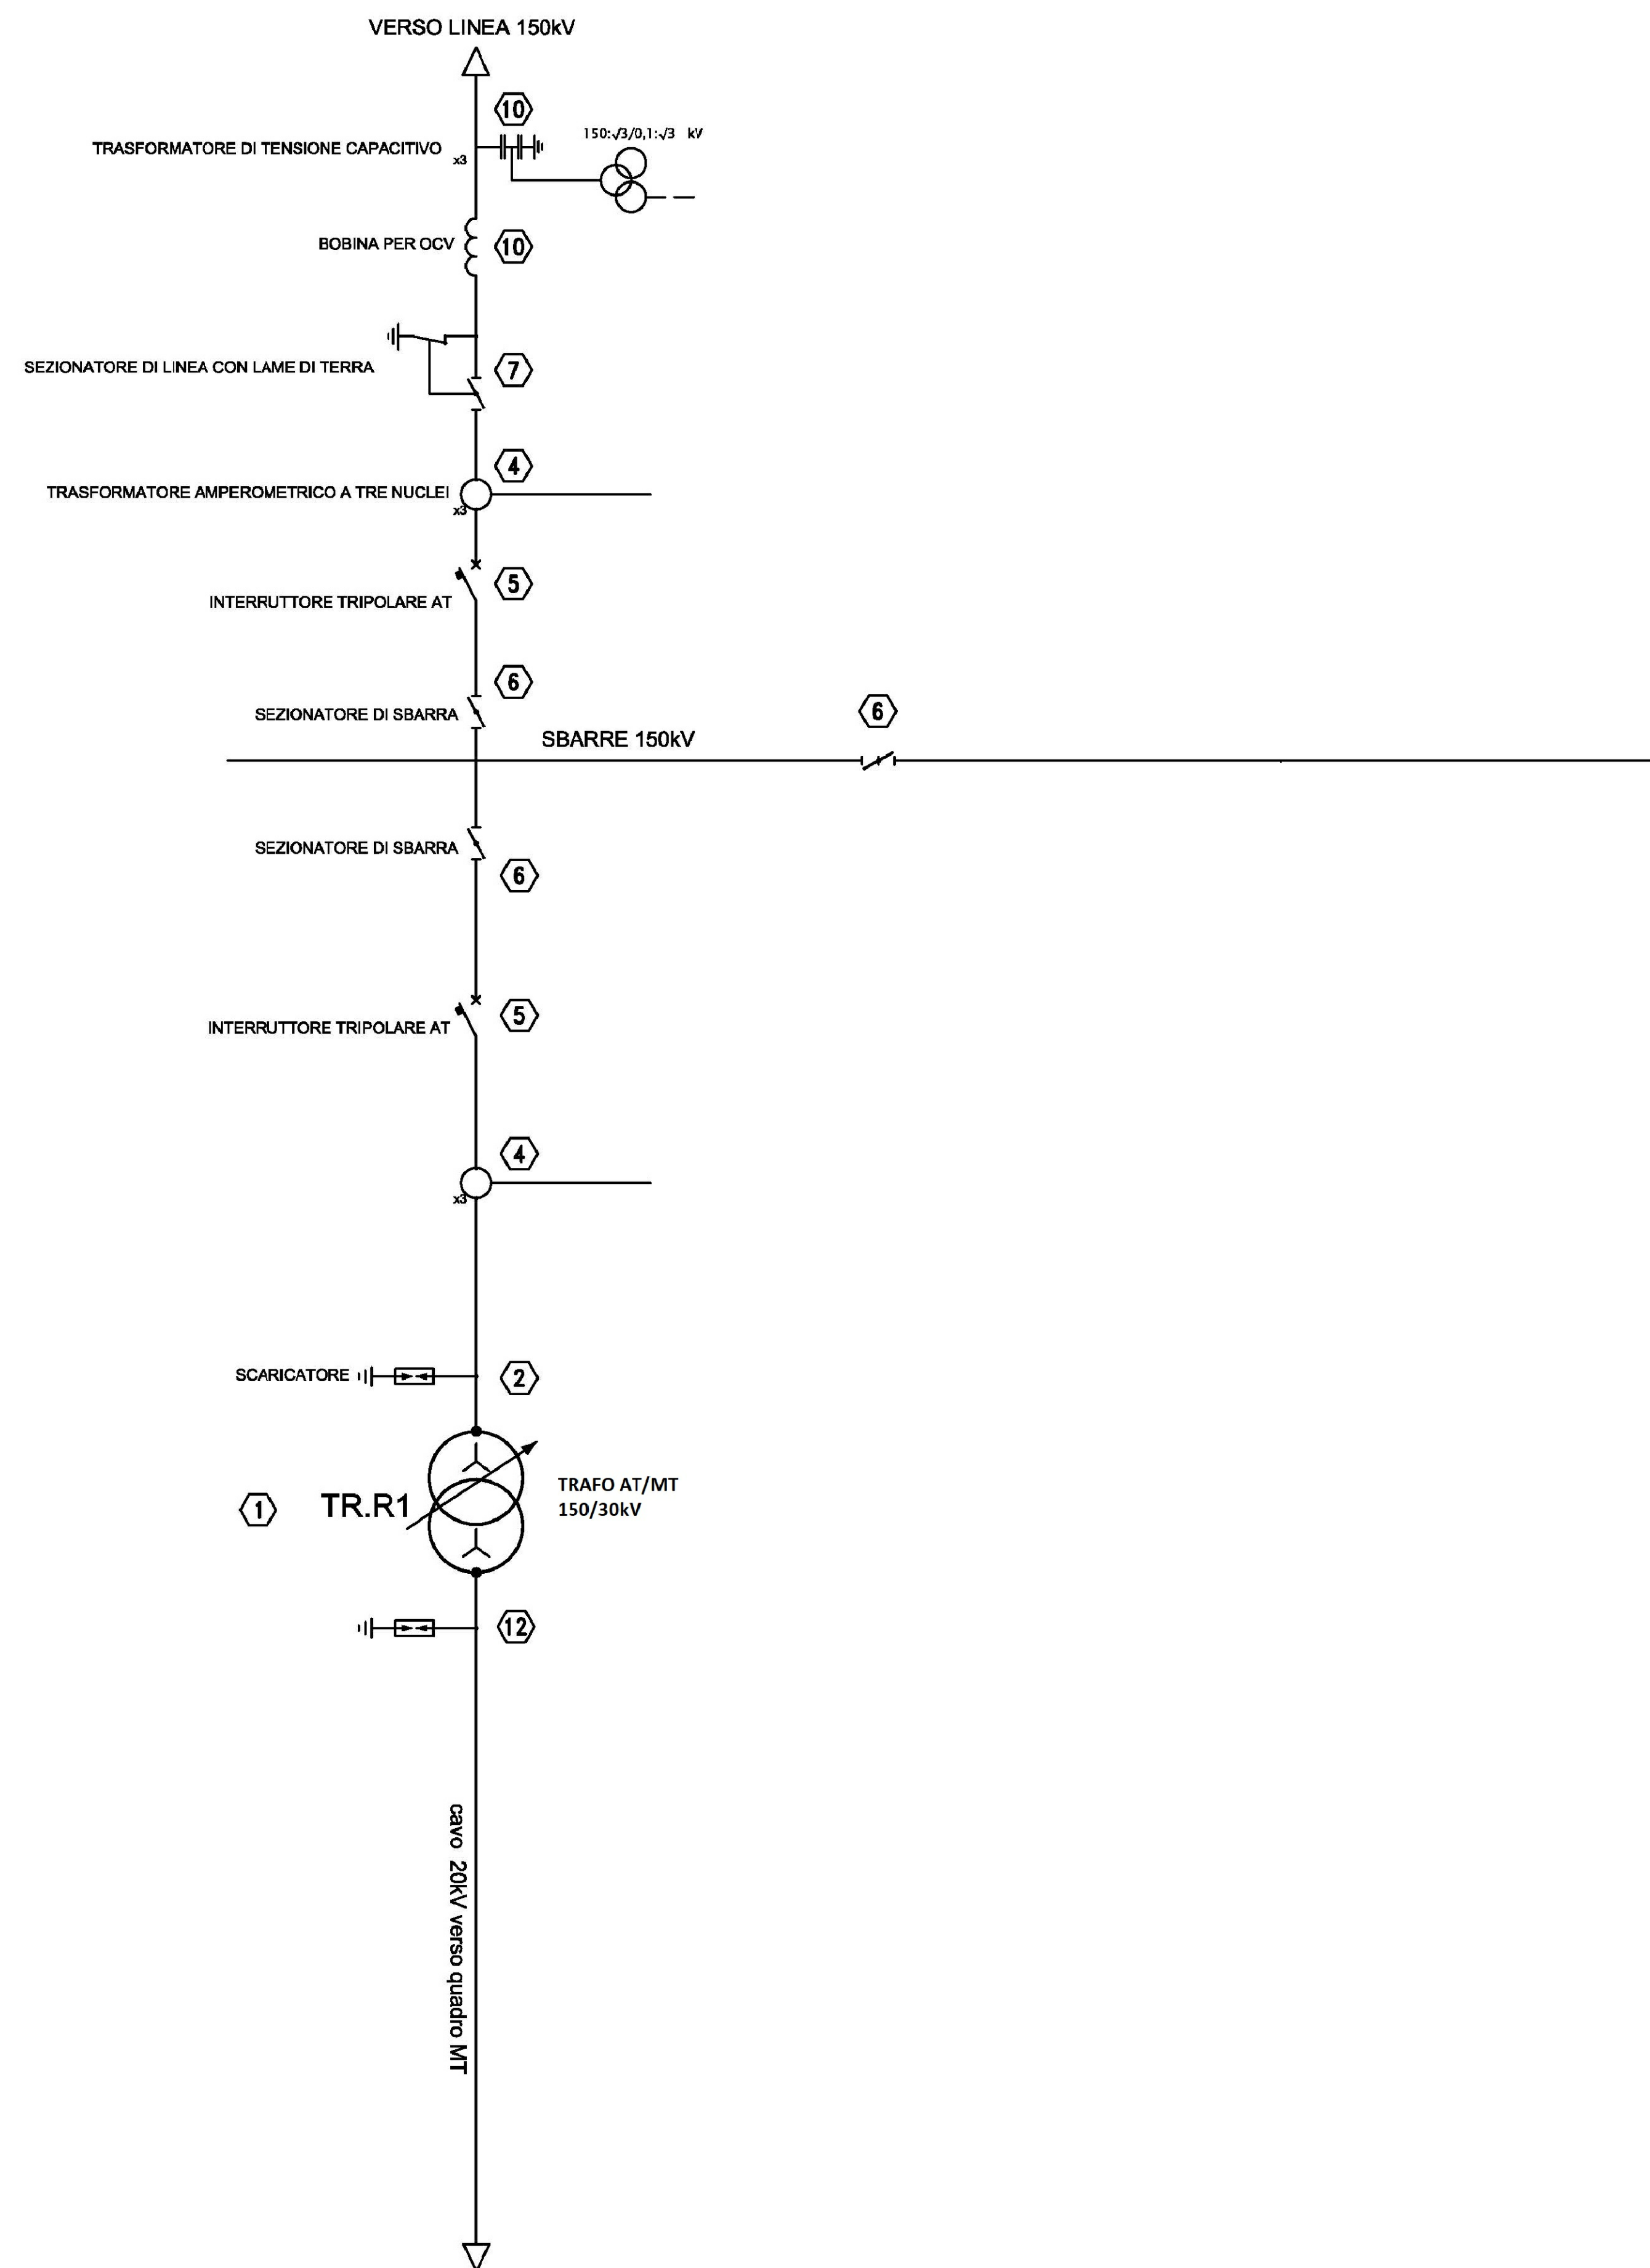 VERSO LINEA 150kV
10
150:√3/0,1:√3 kV
TRASFORMATORE DI TENSIONE CAPACITIVO
x3
BOBINA PER OCV
10
SEZIONATORE DI LINEA CON LAME DI TERRA
7
4
TRASFORMATORE AMPEROMETRICO A TRE NUCLEI
x3
5
INTERRUTTORE TRIPOLARE AT
6
SEZIONATORE DI SBARRA
6
SBARRE 150kV
SEZIONATORE DI SBARRA
6
5
INTERRUTTORE TRIPOLARE AT
4
x3
SCARICATORE
2
1
TR.R1
TRAFO AT/MT
150/30kV
12
cavo 20kV verso quadro MT